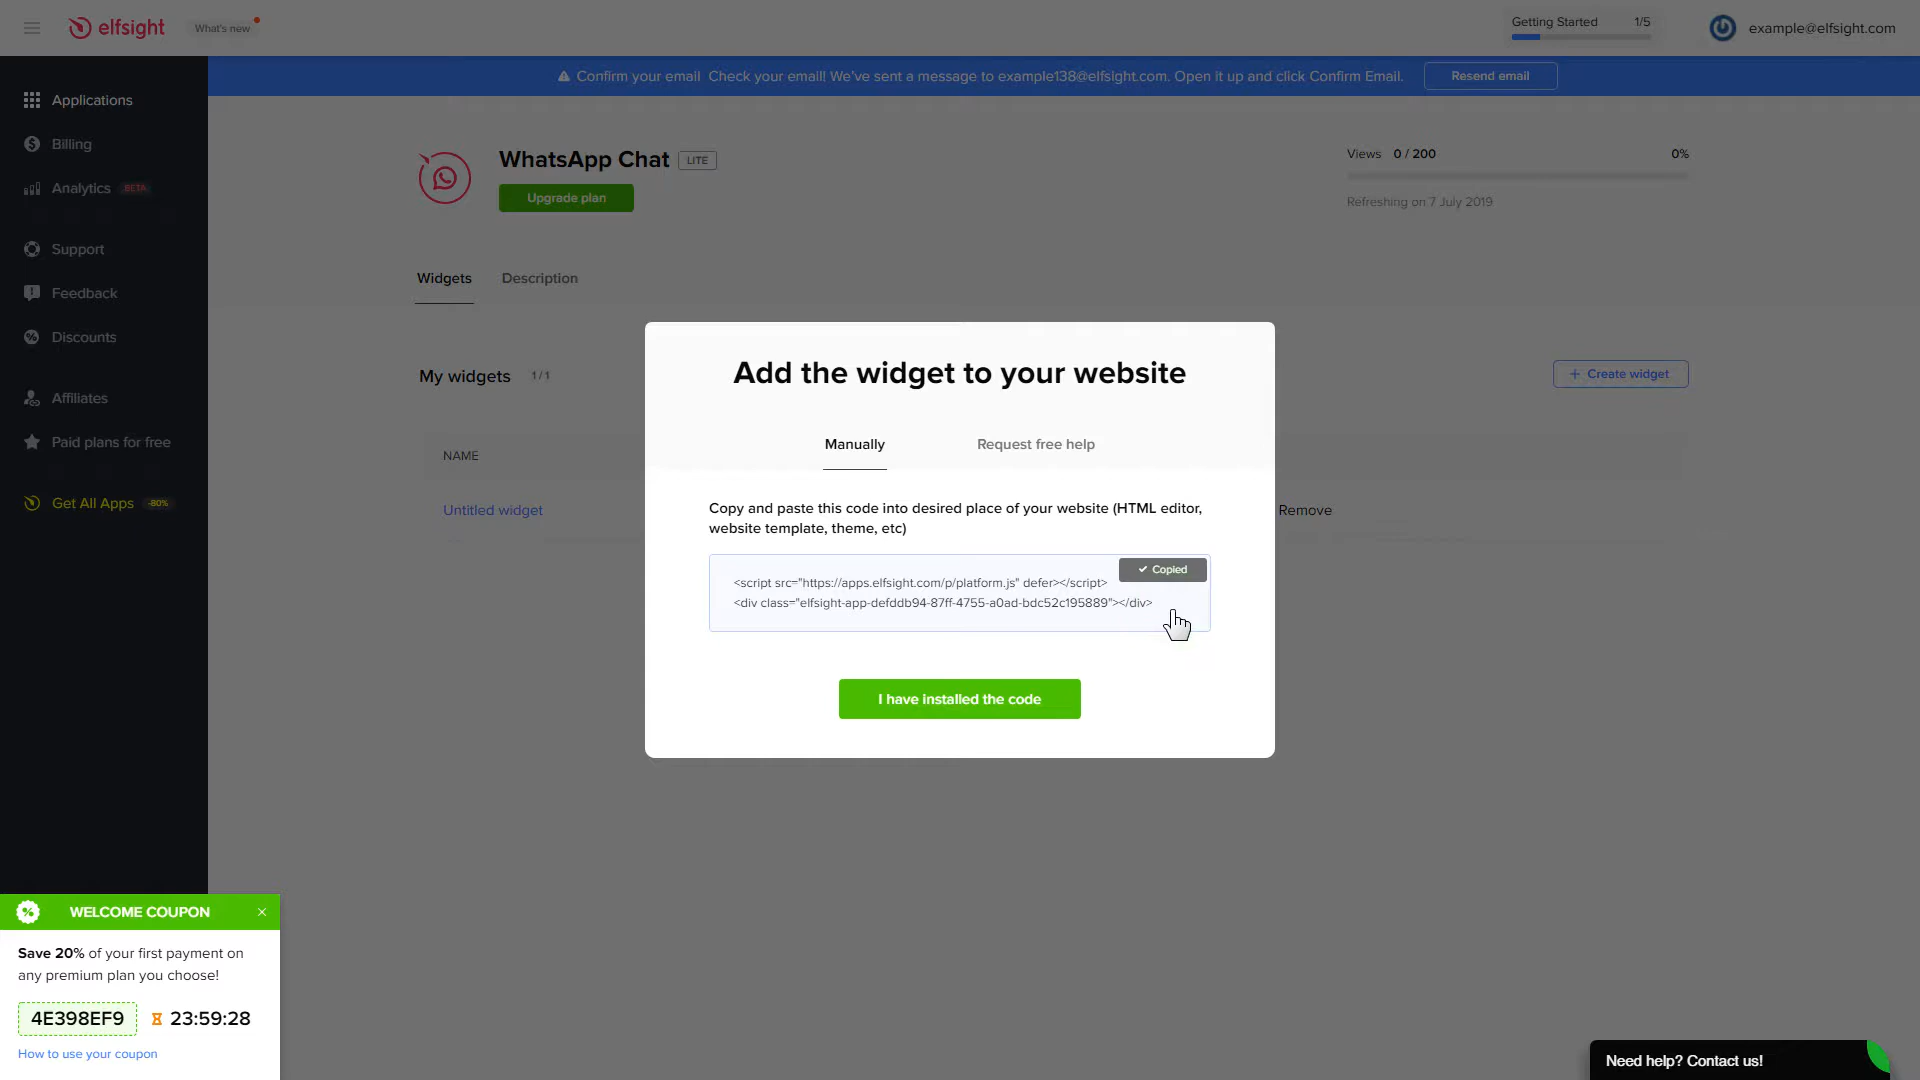 elfsight
What's new
Getting Started 1/5
example@elfsight.com
Confirm your email Check your email! We've sent a message to example138@elfsight.com. Open it up and click Confirm Email.
Resend email
Applications
Billing
Analytics BETA
Support
Feedback
Discounts
Affiliates
Paid plans for free
Get All Apps -80%
WhatsApp Chat LITE
Upgrade plan
Views 0 / 200 0%
Refreshing on 7 July 2019
Widgets Description
My widgets 1/1
+ Create widget
NAME
Untitled widget
Remove
Add the widget to your website
Manually Request free help
Copy and paste this code into desired place of your website (HTML editor,
website template, theme, etc)
Copied
<script src="https://apps.elfsight.com/p/platform.js" defer></script>
<div class="elfsight-app-defddb94-87ff-4755-a0ad-bdc52c195889"></div>
I have installed the code
WELCOME COUPON
Save 20% of your first payment on
any premium plan you choose!
4E398EF9 23:59:28
How to use your coupon
Need help? Contact us!